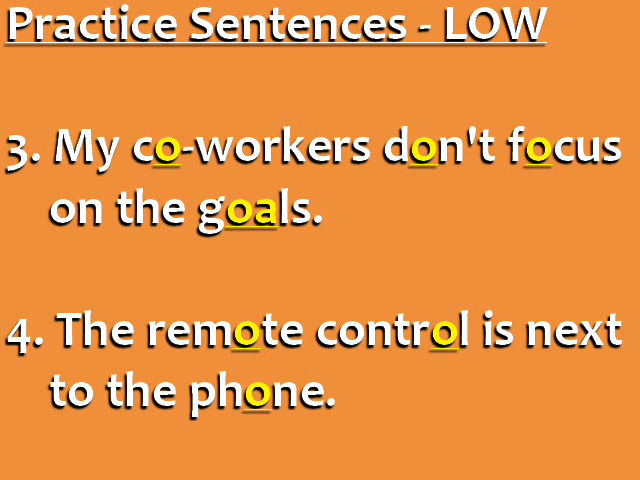 Practice Sentences - LOW
3. My co-workers don't focus
on the goals.
4. The remote control is next
to the phone.